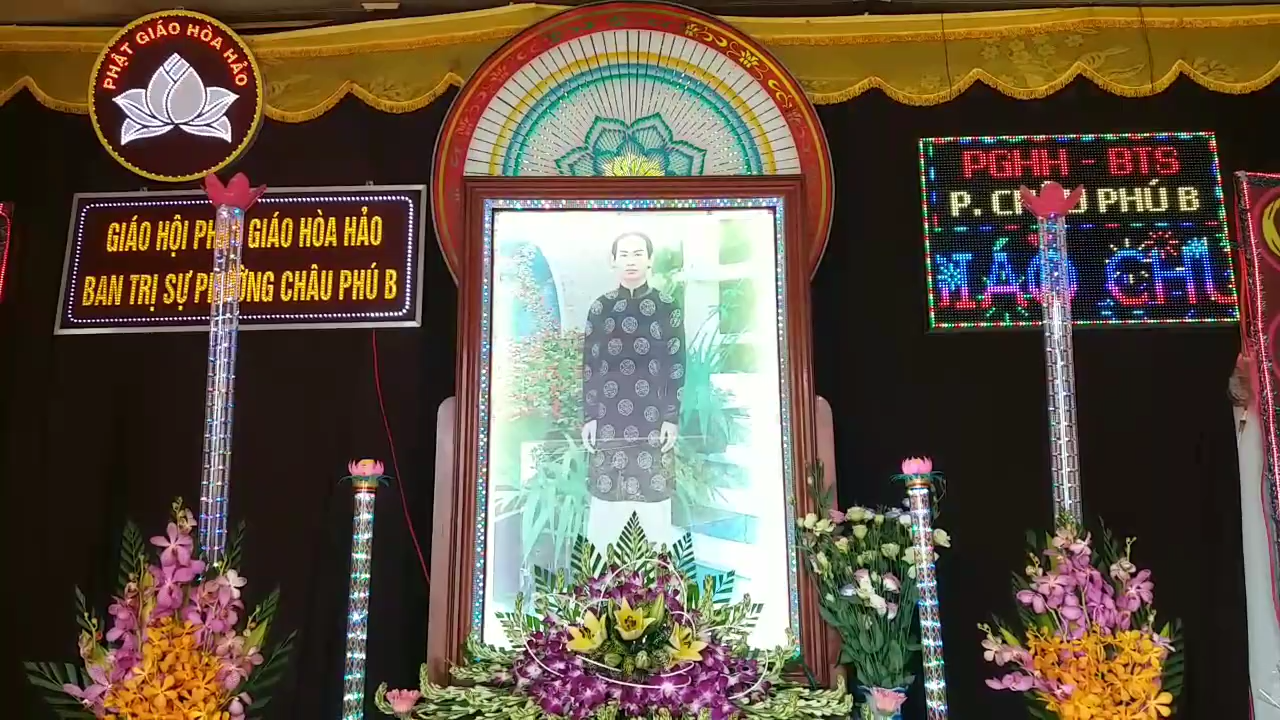 PHẬT GIÁO HÒA HẢO
GIÁO HỘI PHẬT GIÁO HÒA HẢO
BAN TRỊ SỰ PHƯỜNG CHÂU PHÚ B
PGHH - BTS
P. CHÂU PHÚ B